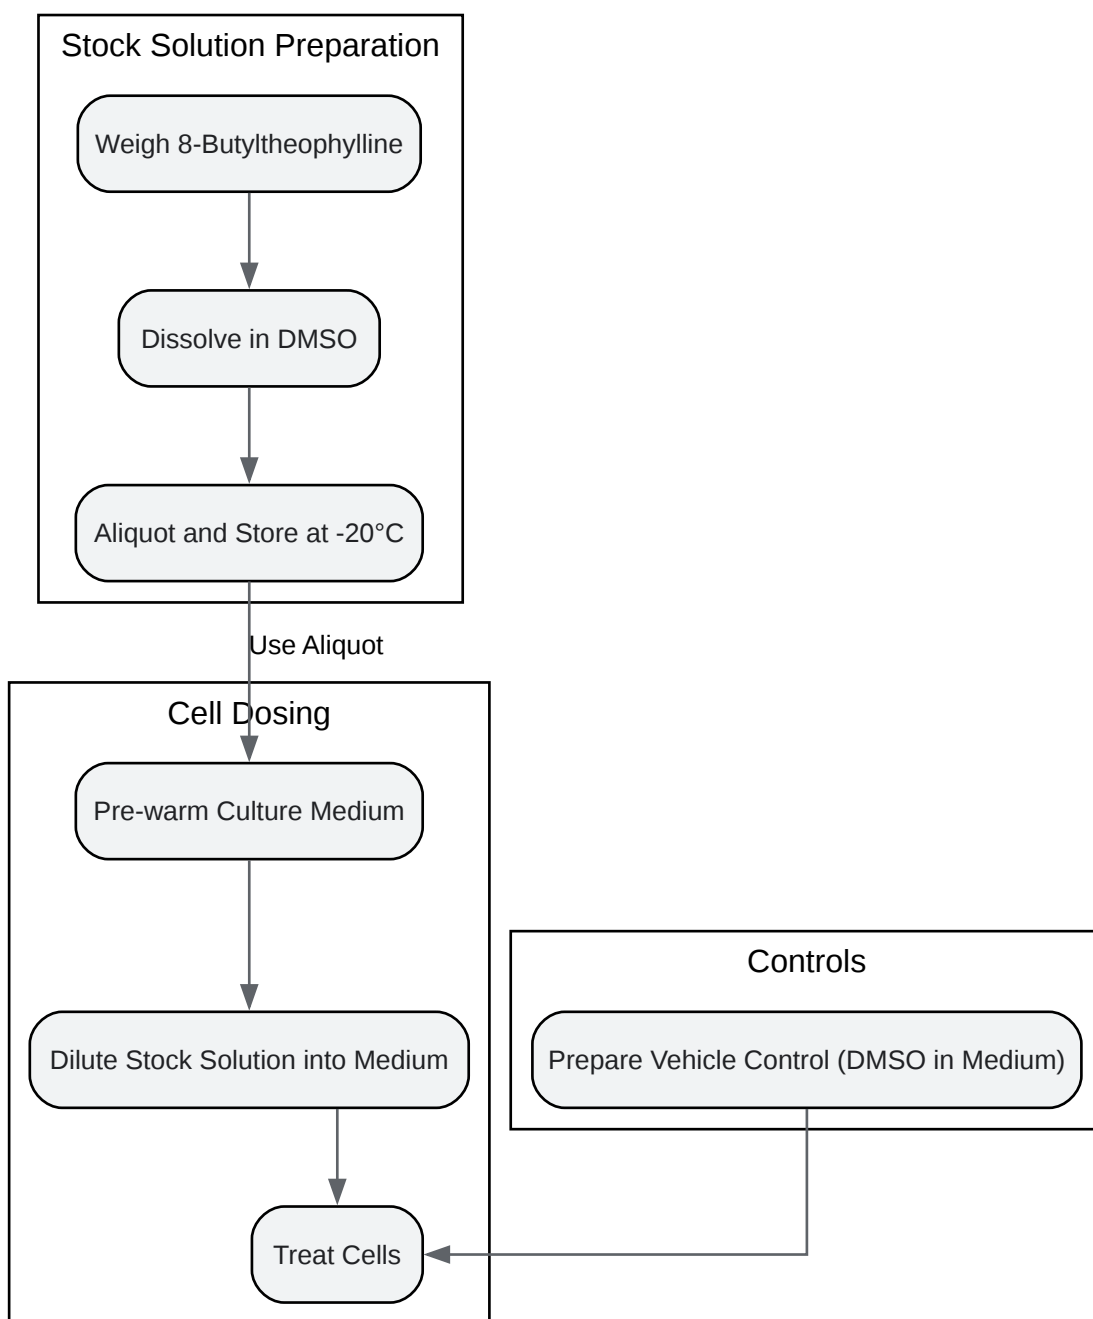 Stock Solution Preparation
Weigh 8-Butyltheophylline
Dissolve in DMSO
Aliquot and Store at -20°C
Use Aliquot
Cell Dosing
Pre-warm Culture Medium
Controls
Dilute Stock Solution into Medium
Prepare Vehicle Control (DMSO in Medium)
Treat Cells